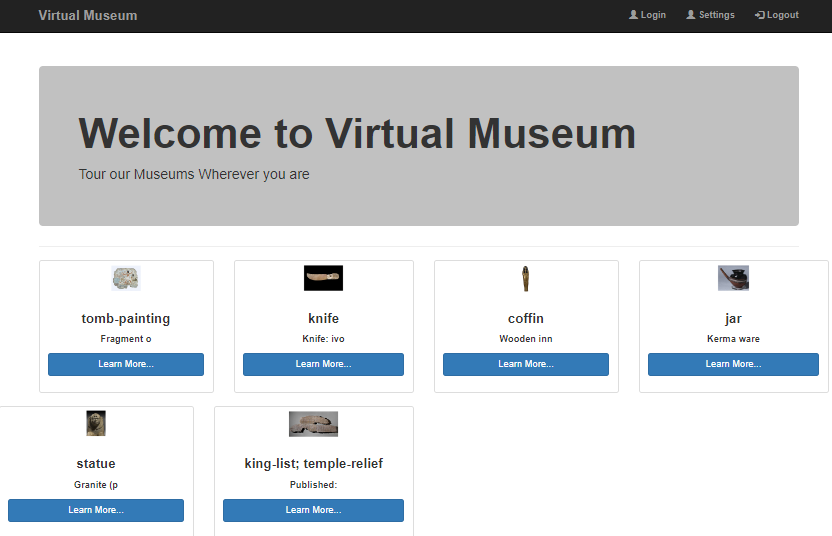 Virtual Museum
Login Settings Logout
Welcome to Virtual Museum
Tour our Museums Wherever you are
tomb-painting
Fragment o
Learn More...
knife
Knife: ivo
Learn More...
coffin
Wooden inn
Learn More...
jar
Kerma ware
Learn More...
statue
Granite (p
Learn More...
king-list; temple-relief
Published:
Learn More...